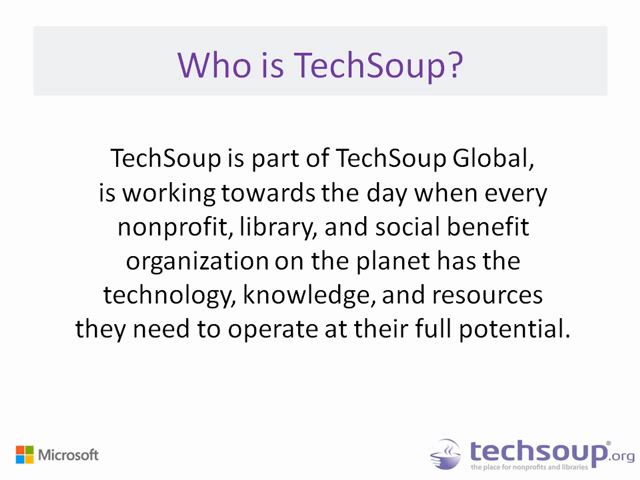 Who is TechSoup?
TechSoup is part of TechSoup Global,
is working towards the day when every
nonprofit, library, and social benefit
organization on the planet has the
technology, knowledge, and resources
they need to operate at their full potential.
Microsoft
techsoup.org
the place for nonprofits and libraries